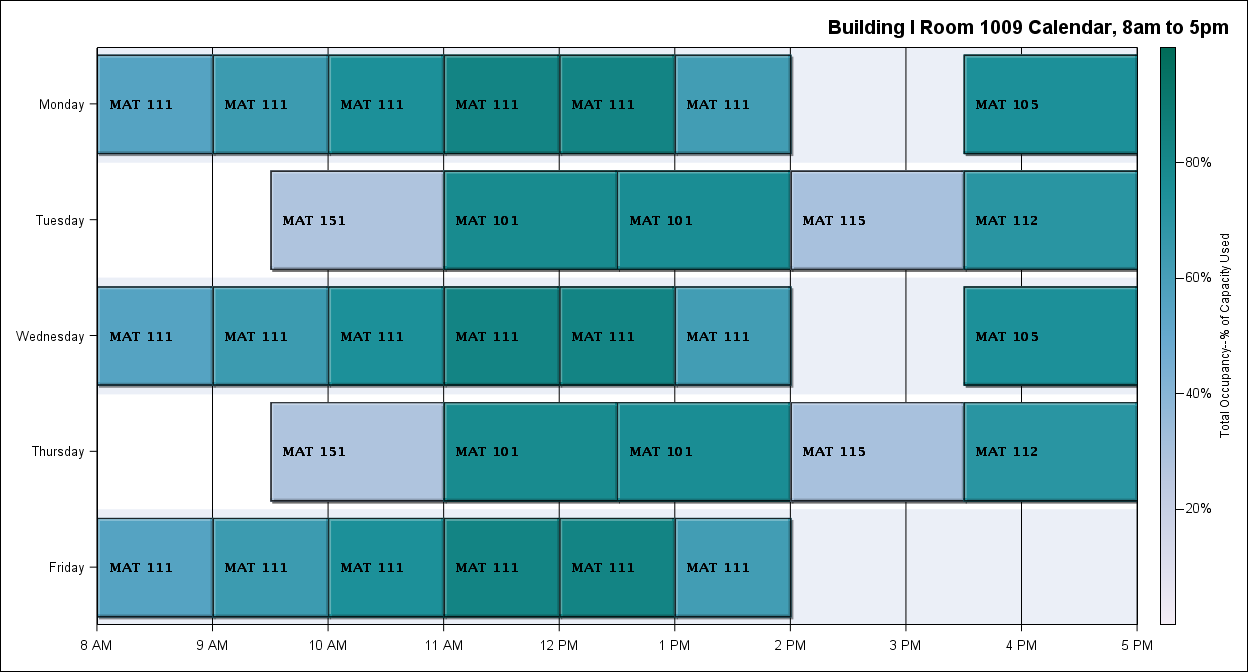 Building I Room 1009 Calendar, 8am to 5pm
Monday
MAT 111
MAT 111
MAT 111
MAT 111
MAT 111
MAT 111
MAT 105
Tuesday
MAT 151
MAT 101
MAT 101
MAT 115
MAT 112
Wednesday
MAT 111
MAT 111
MAT 111
MAT 111
MAT 111
MAT 111
MAT 105
Thursday
MAT 151
MAT 101
MAT 101
MAT 115
MAT 112
Friday
MAT 111
MAT 111
MAT 111
MAT 111
MAT 111
MAT 111
8 AM
9 AM
10 AM
11 AM
12 PM
1 PM
2 PM
3 PM
4 PM
5 PM
80%
60%
40%
20%
Total Occupancy--% of Capacity Used